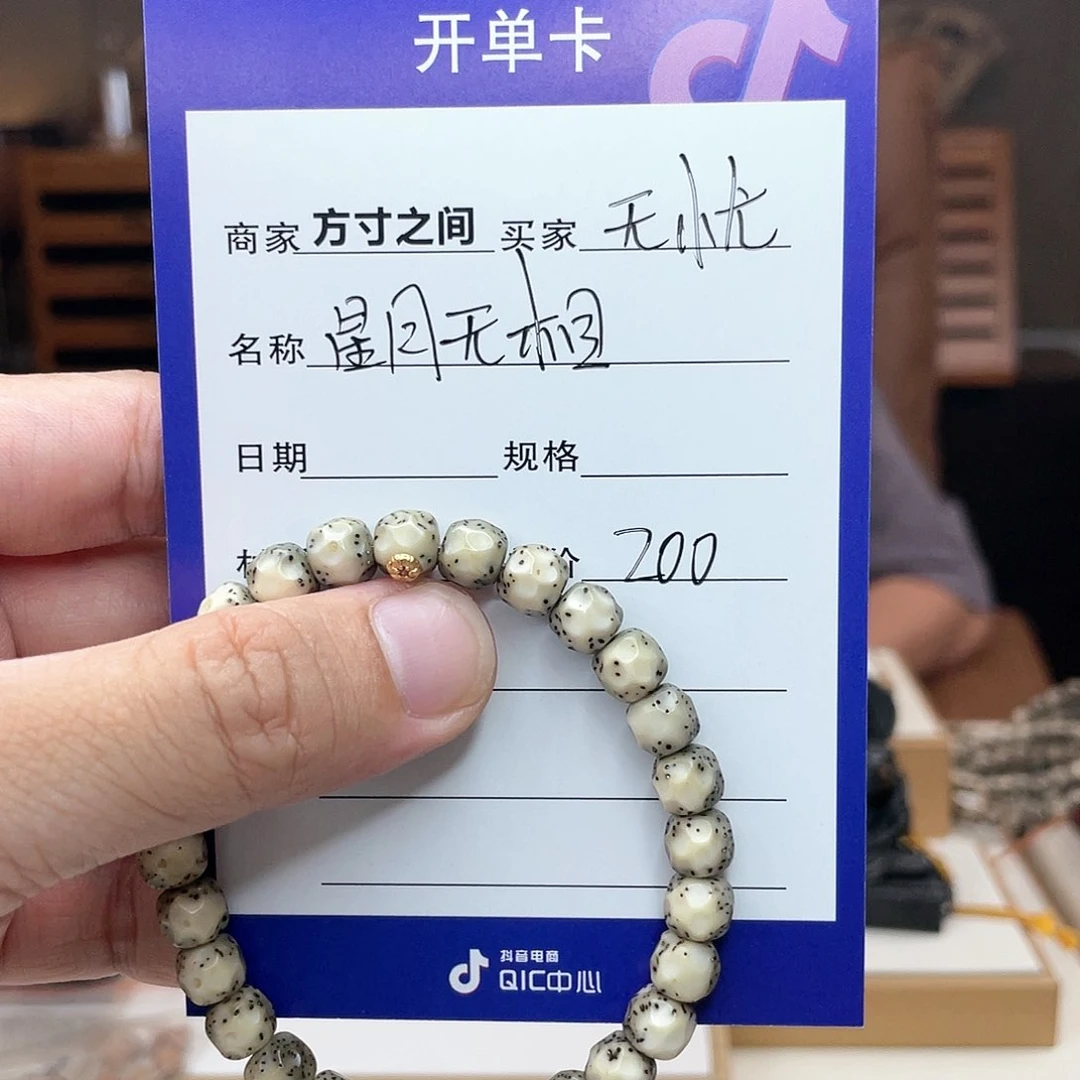 开单卡
商家 方寸之间 买家 无忧
名称 星月无相
日期 规格
价 200
抖音电商
QIC中心